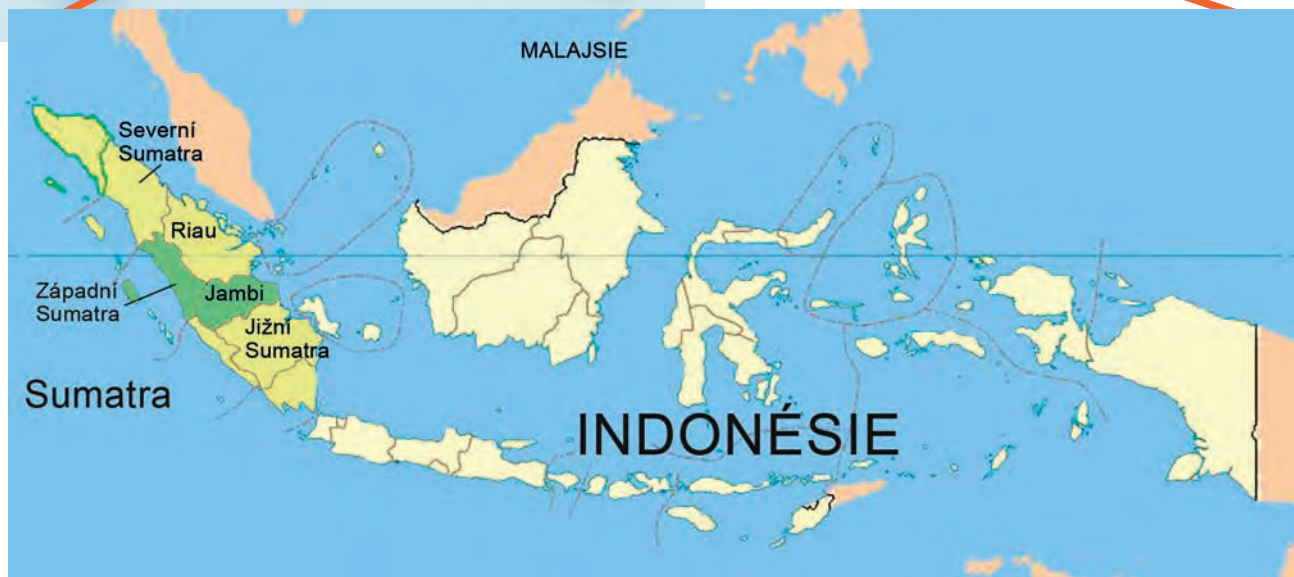 MALAJSIE
Severní
Sumatra
Riau
Západní
Sumatra
Jambi
Jižní
Sumatra
Sumatra
INDONÉSIE